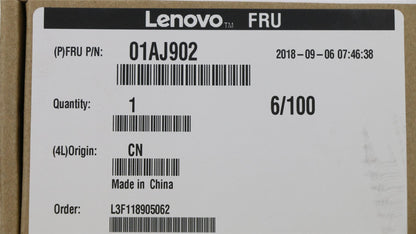 Lenovo™ FRU
(P)FRU P/N: 01AJ902 2018-09-06 07:46:38
Quantity: 1 6/100
(4L)Origin: CN
Made in China
Order: L3F118905062